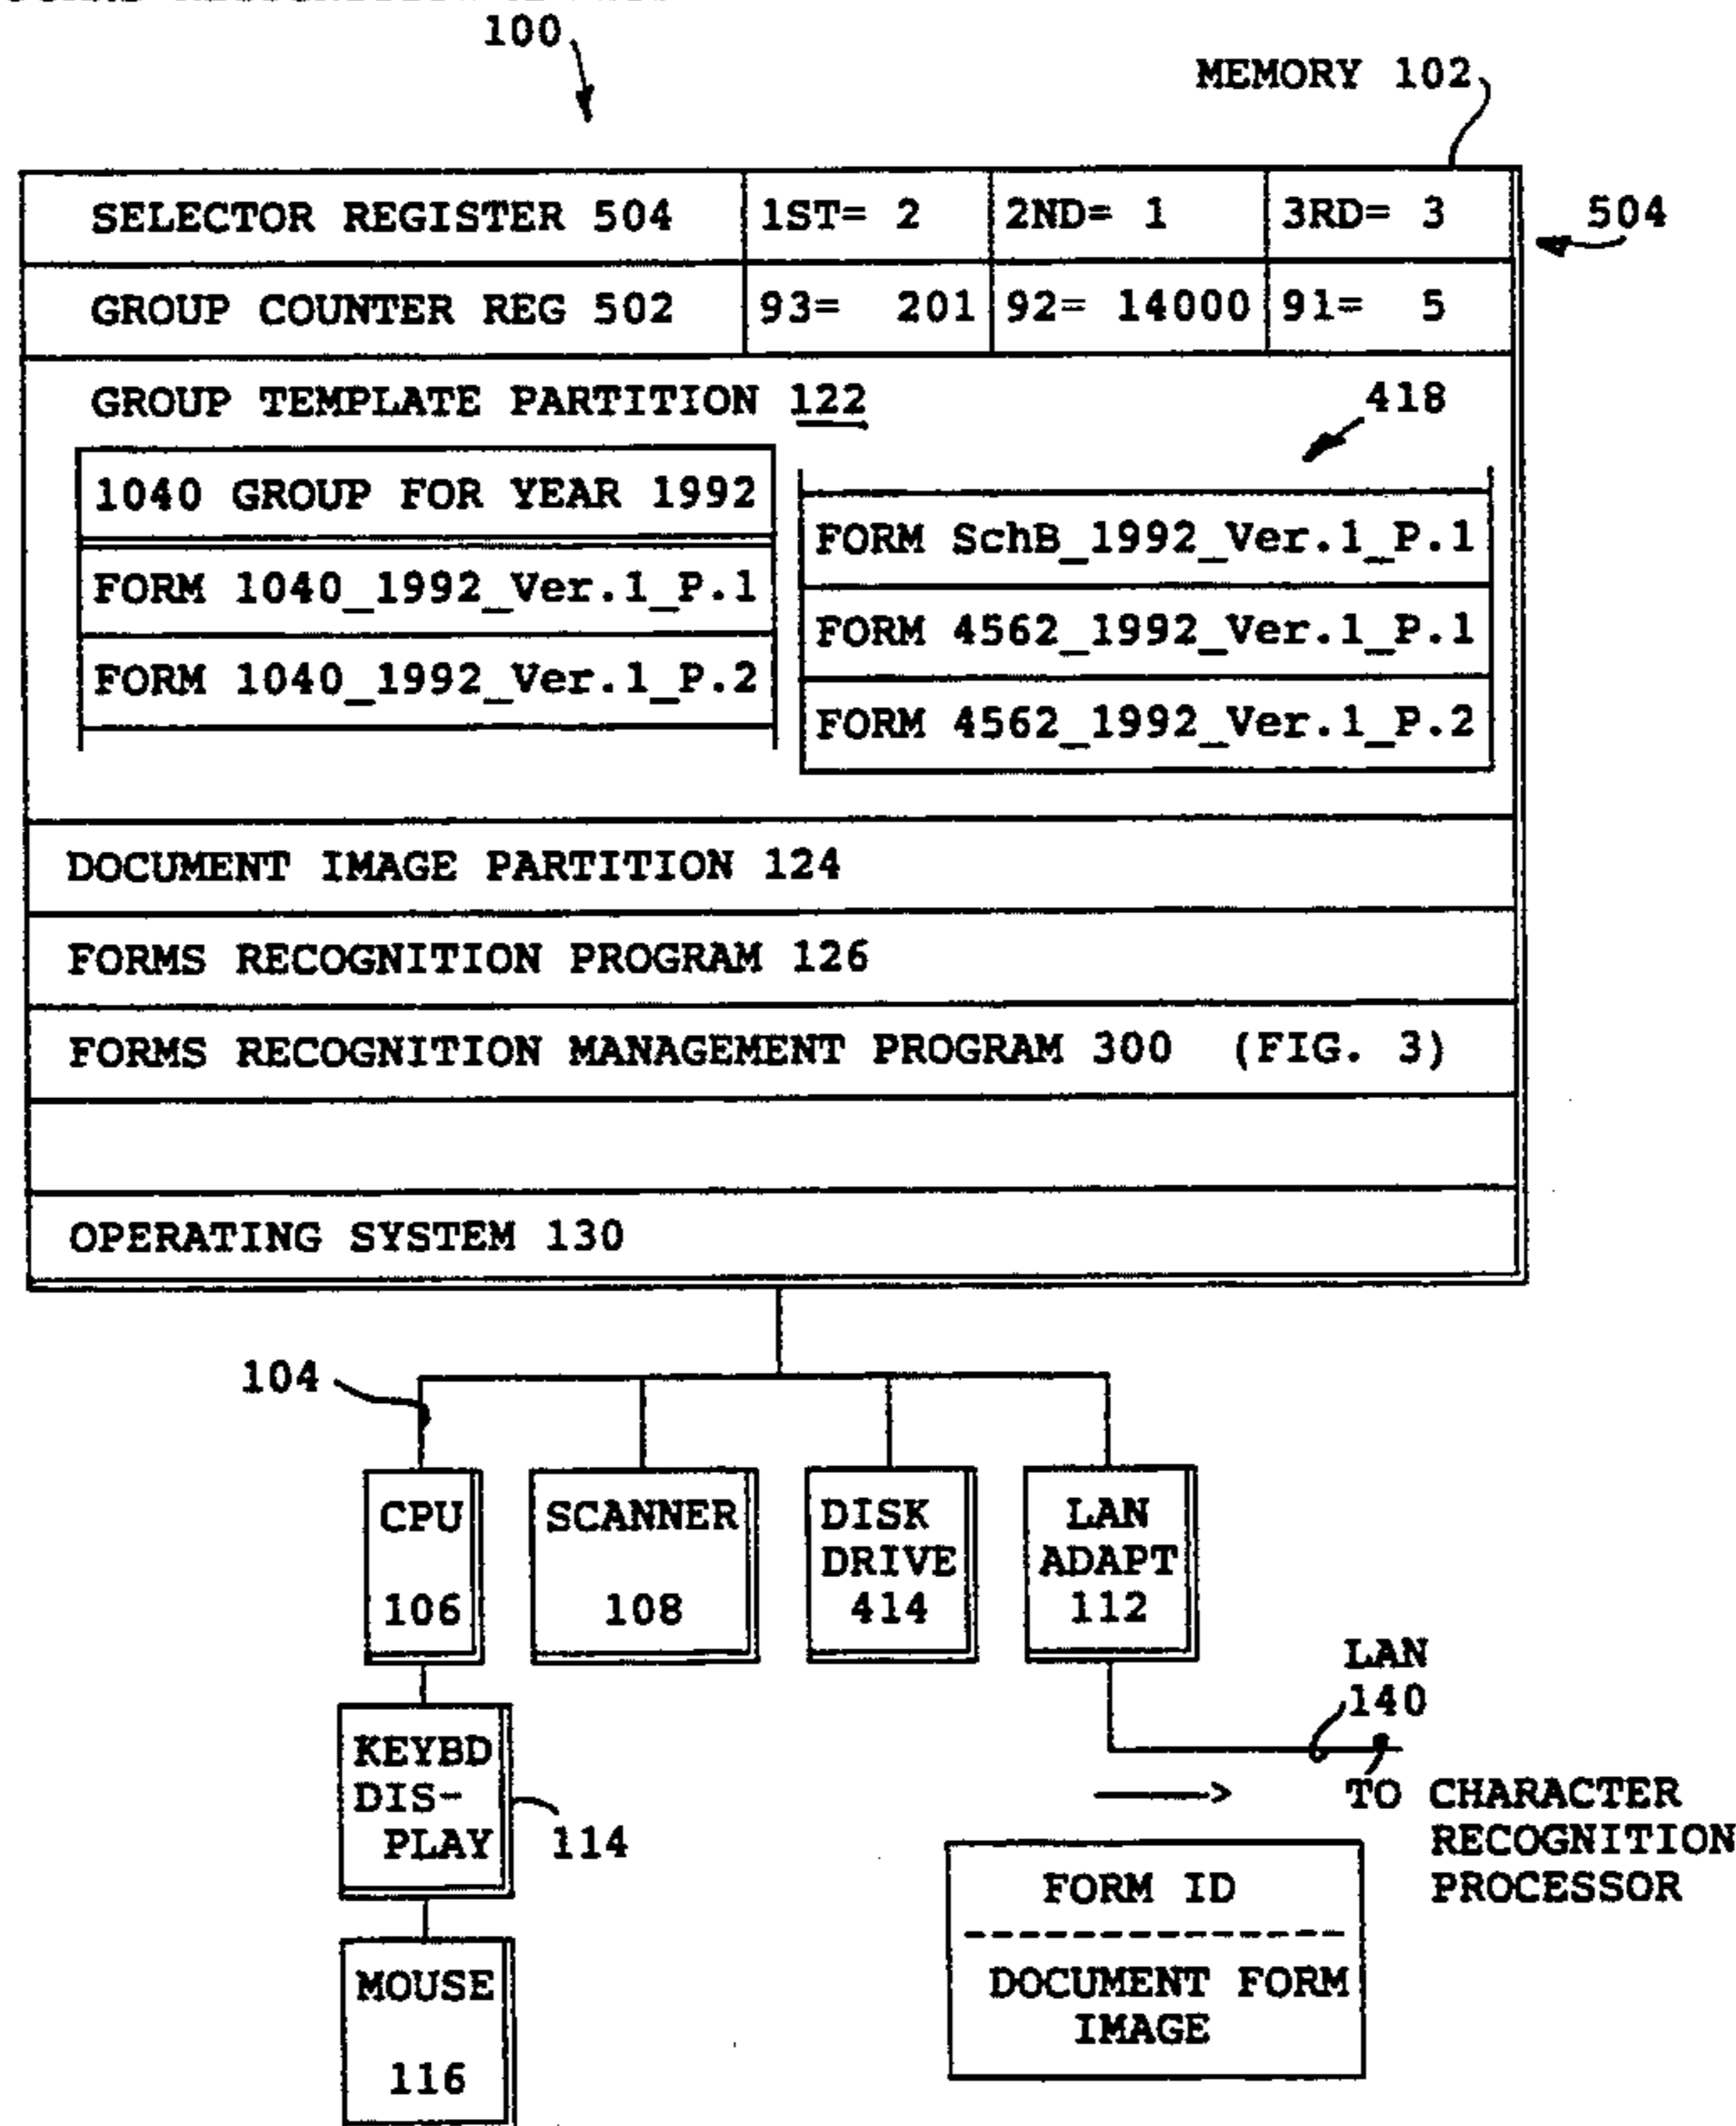 100
MEMORY 102
SELECTOR REGISTER 504 1ST= 2 2ND= 1 3RD= 3
504
GROUP COUNTER REG 502 93= 201 92= 14000 91= 5
GROUP TEMPLATE PARTITION 122
418
1040 GROUP FOR YEAR 1992
FORM 1040_1992_Ver.1_P.1
FORM 1040_1992_Ver.1_P.2
FORM SchB_1992_Ver.1_P.1
FORM 4562_1992_Ver.1_P.1
FORM 4562_1992_Ver.1_P.2
DOCUMENT IMAGE PARTITION 124
FORMS RECOGNITION PROGRAM 126
FORMS RECOGNITION MANAGEMENT PROGRAM 300 (FIG. 3)
OPERATING SYSTEM 130
104
CPU
106
SCANNER
108
DISK
DRIVE
414
LAN
ADAPT
112
LAN
140
KEYBD
DIS-
PLAY
114
TO CHARACTER
RECOGNITION
PROCESSOR
FORM ID
DOCUMENT FORM
IMAGE
MOUSE
116